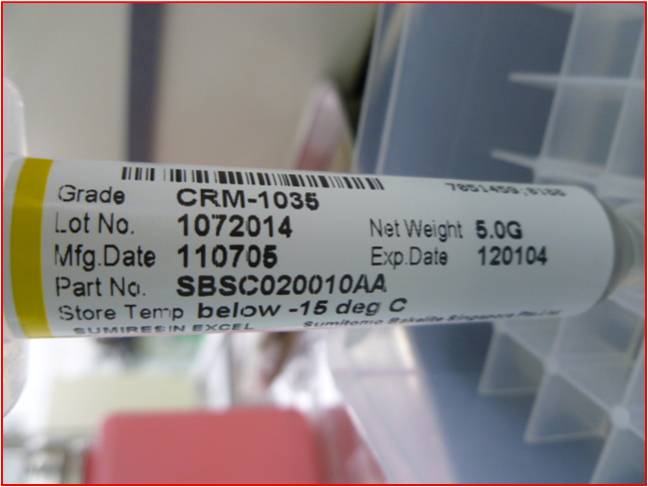 Grade CRM-1035
Lot No. 1072014 Net Weight 5.0G
Mfg.Date 110705 Exp.Date 120104
Part No. SBSC020010AA
Store Temp below -15 deg C
SUMIRESIN EXCEL Sumitomo Bakelite Singapore Pte Ltd